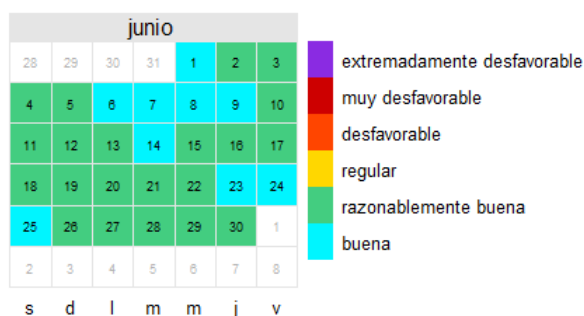 junio
28 29 30 31 1 2 3
4 5 6 7 8 9 10
11 12 13 14 15 16 17
18 19 20 21 22 23 24
25 26 27 28 29 30 1
2 3 4 5 6 7 8
s d l m m j v
extremadamente desfavorable
muy desfavorable
desfavorable
regular
razonablemente buena
buena